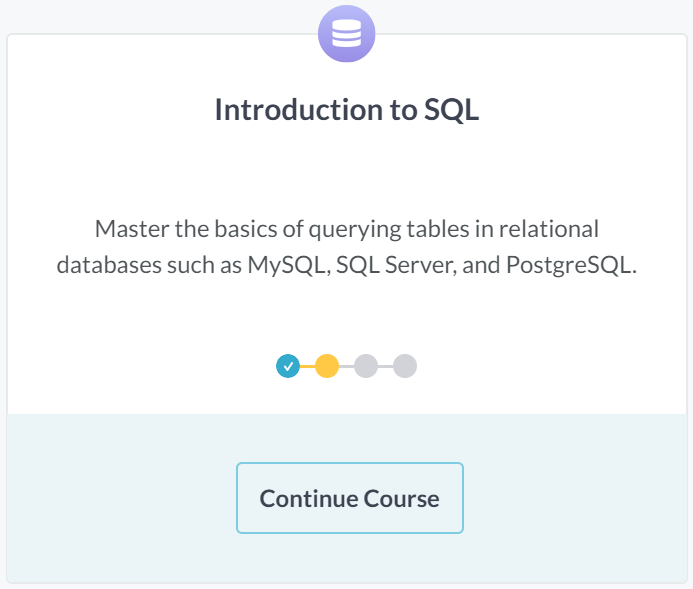 Introduction to SQL
Master the basics of querying tables in relational
databases such as MySQL, SQL Server, and PostgreSQL.
Continue Course